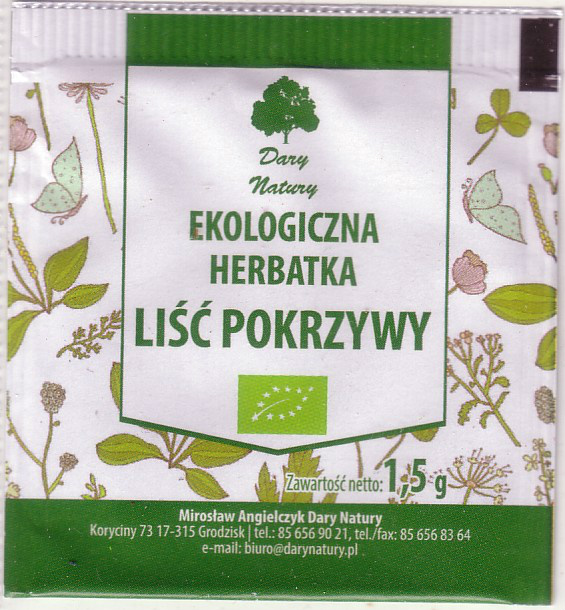 Dary
Natury
EKOLOGICZNA
HERBATKA
LIŚĆ POKRZYWY
Zawartość netto: 1,5 g
Mirosław Angielczyk Dary Natury
Koryciny 73 17-315 Grodzisk | tel.: 85 656 90 21, tel./fax: 85 656 83 64
e-mail: biuro@darynatury.pl